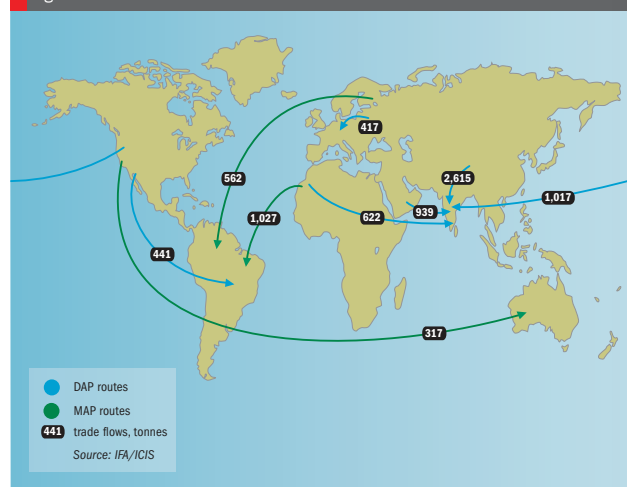 417
562
2,615
1,017
1,027
622
939
441
317
DAP routes
MAP routes
441 trade flows, tonnes
Source: IFA/ICIS